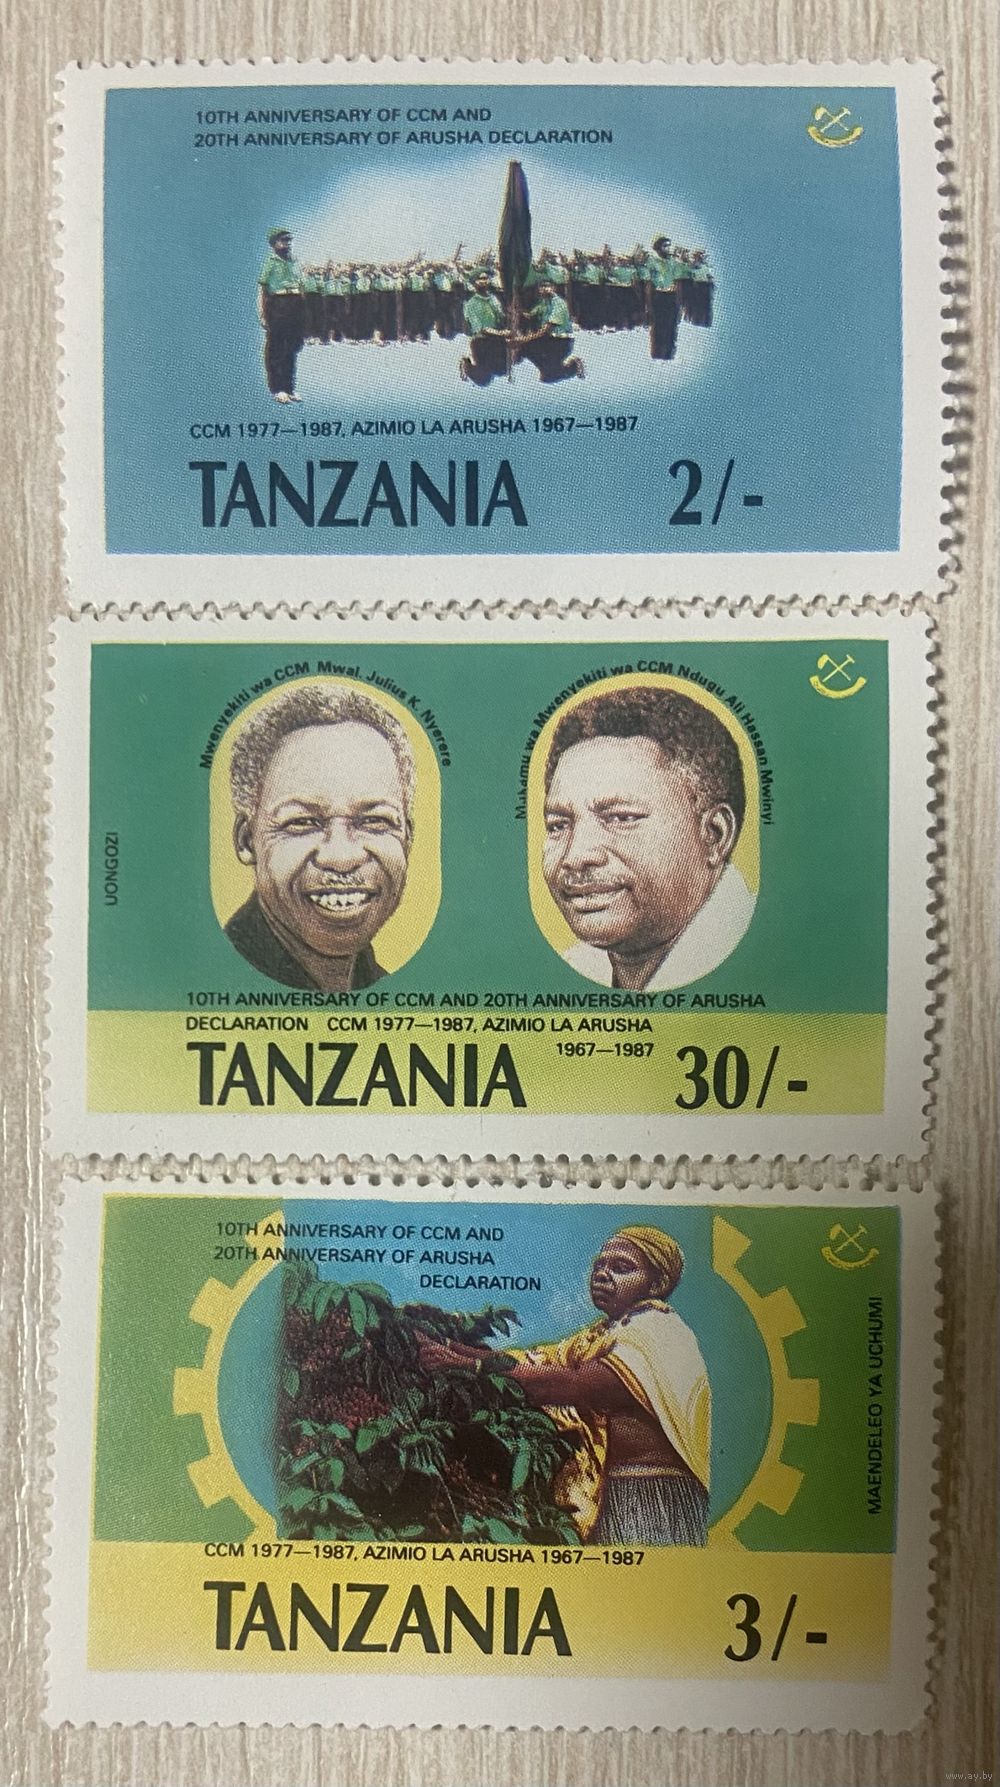 10TH ANNIVERSARY OF CCM AND
20TH ANNIVERSARY OF ARUSHA DECLARATION
CCM 1977—1987, AZIMIO LA ARUSHA 1967—1987
TANZANIA 2/-
Mwenyekiti wa CCM Mwal. Julius K. Nyerere
Makamu wa Mwenyekiti wa CCM Ndugu Ali Hassan Mwinyi
UONGOZI
10TH ANNIVERSARY OF CCM AND 20TH ANNIVERSARY OF ARUSHA
DECLARATION CCM 1977—1987, AZIMIO LA ARUSHA
1967—1987
TANZANIA 30/-
10TH ANNIVERSARY OF CCM AND
20TH ANNIVERSARY OF ARUSHA
DECLARATION
MAENDELEO YA UCHUMI
CCM 1977—1987, AZIMIO LA ARUSHA 1967—1987
TANZANIA 3/-
www.ay.by